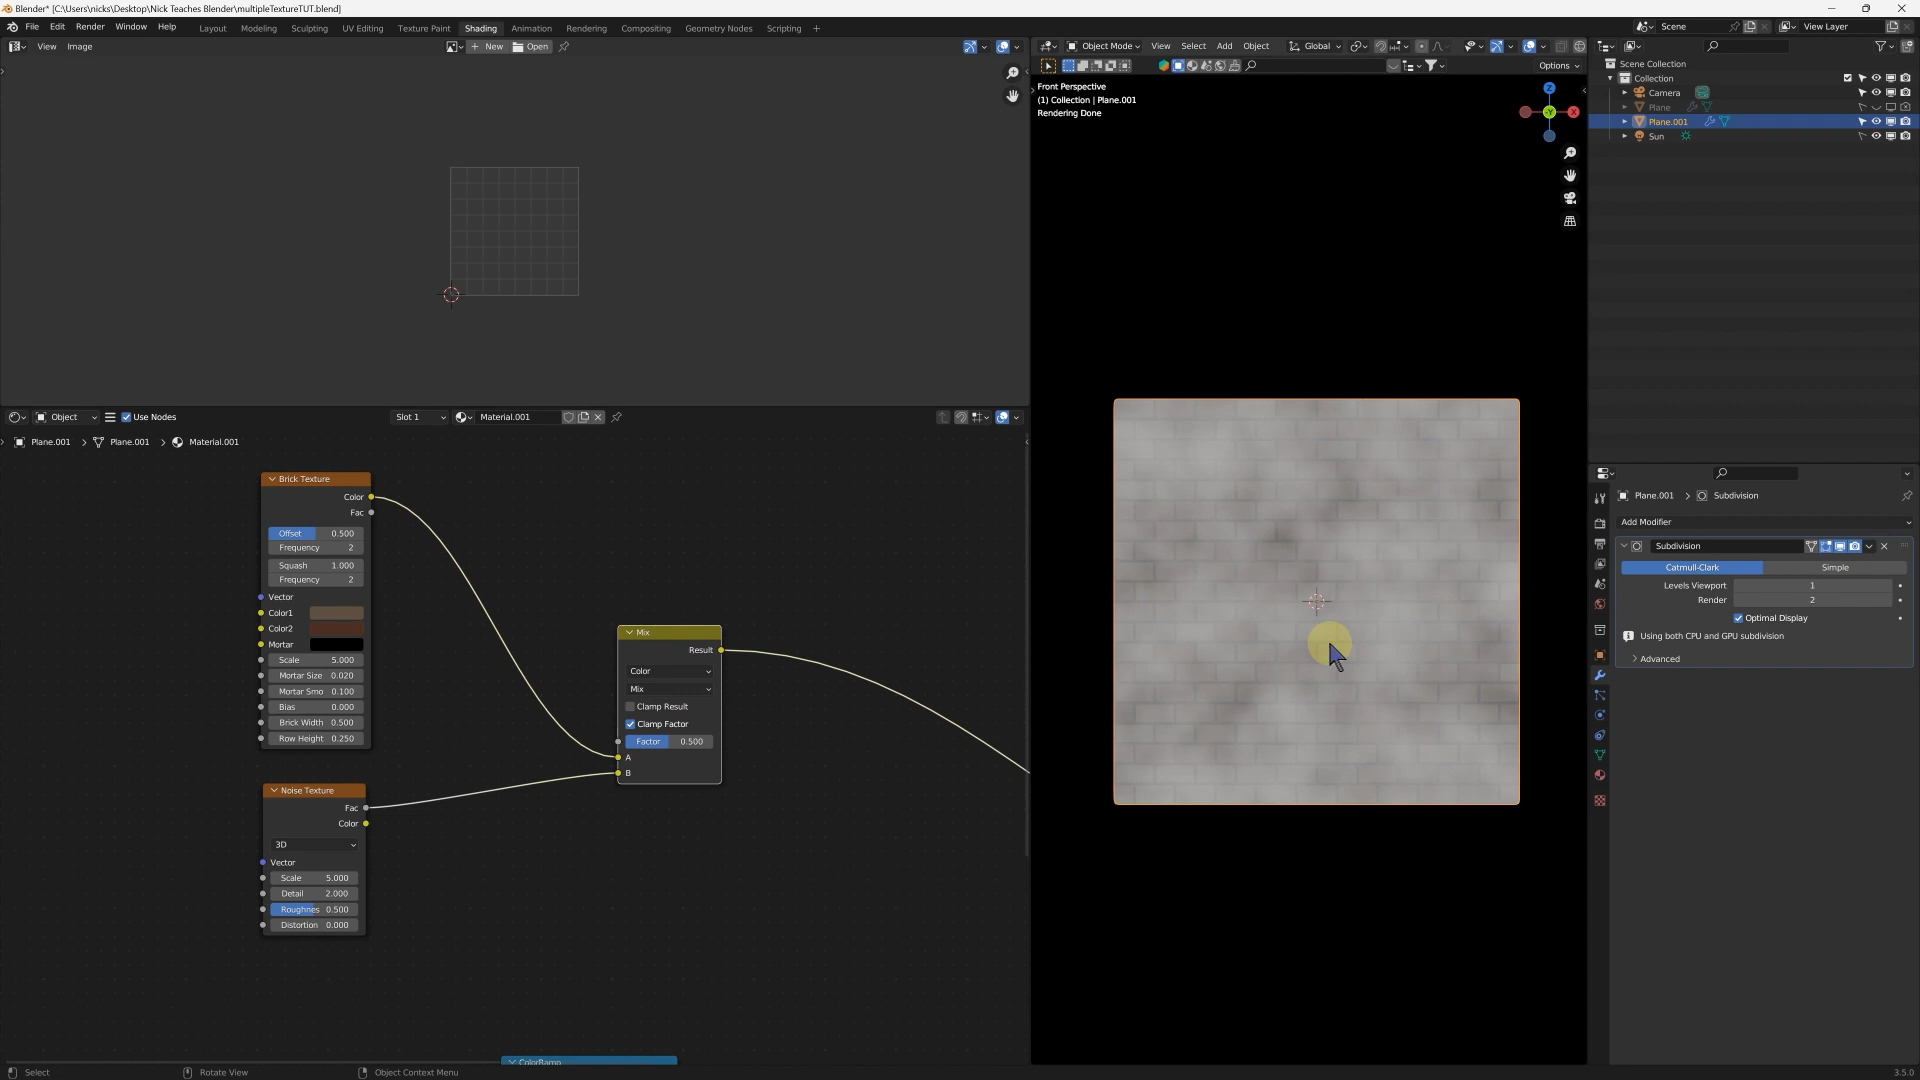 Blender* [C:\Users\nicks\Desktop\Nick Teaches Blender\multipleTextureTUT.blend]
File Edit Render Window Help Layout Modeling Sculpting UV Editing Texture Paint Shading Animation Rendering Compositing Geometry Nodes Scripting +
Scene View Layer
View Image + New Open
Object Mode View Select Add Object Global
Options
Front Perspective
(1) Collection | Plane.001
Rendering Done
Z
Y
X
Scene Collection
Collection
Camera
Plane
Plane.001
Sun
Object Use Nodes Slot 1 Material.001
Plane.001 > Plane.001 > Material.001
Brick Texture
Color
Fac
Offset 0.500
Frequency 2
Squash 1.000
Frequency 2
Vector
Color1
Color2
Mortar
Scale 5.000
Mortar Size 0.020
Mortar Smo 0.100
Bias 0.000
Brick Width 0.500
Row Height 0.250
Noise Texture
Fac
Color
3D
Vector
Scale 5.000
Detail 2.000
Roughnes 0.500
Distortion 0.000
Mix
Result
Color
Mix
Clamp Result
Clamp Factor
Factor 0.500
A
B
ColorRamp
Plane.001 > Subdivision
Add Modifier
Subdivision
Catmull-Clark Simple
Levels Viewport 1
Render 2
Optimal Display
Using both CPU and GPU subdivision
Advanced
Select Rotate View Object Context Menu
3.5.0